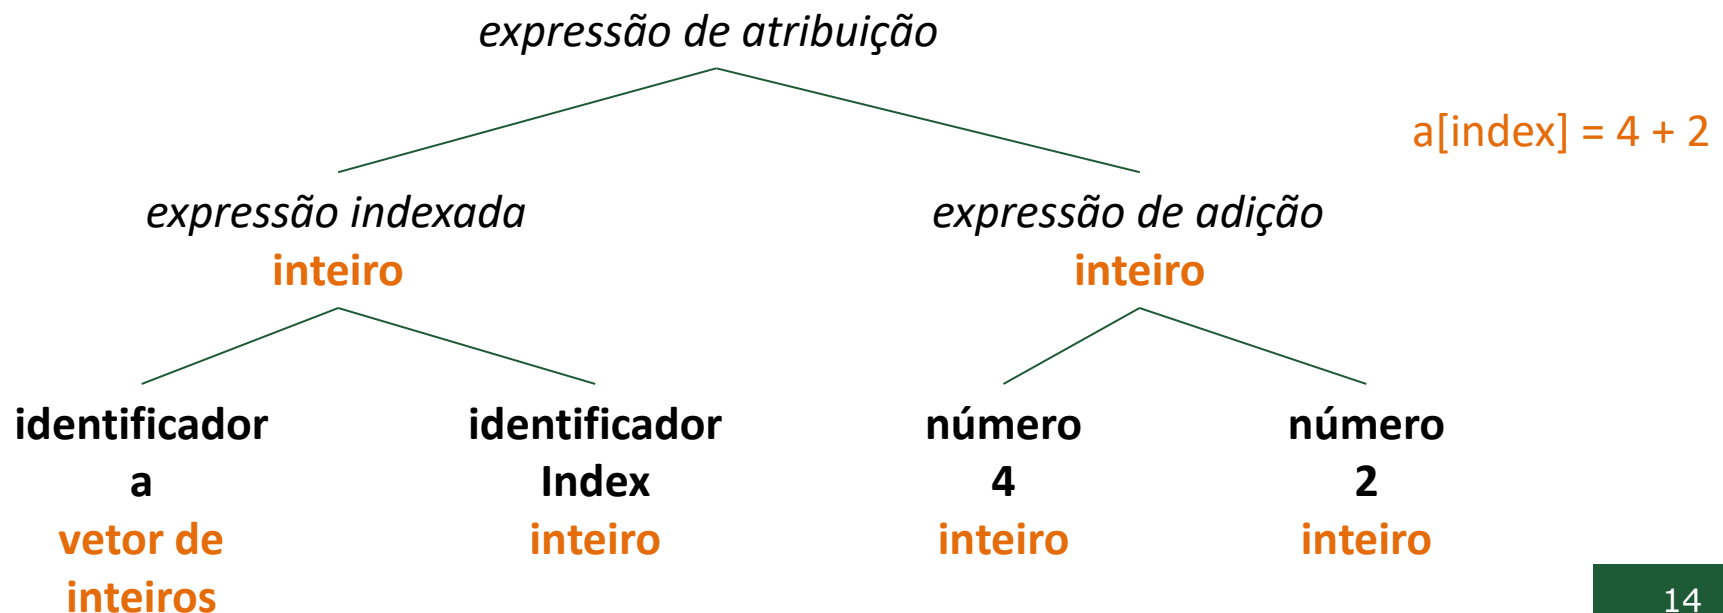 expressão de atribuição
a[index] = 4 + 2
expressão indexada
inteiro
expressão de adição
inteiro
identificador
a
vetor de
inteiros
identificador
Index
inteiro
número
4
inteiro
número
2
inteiro
14